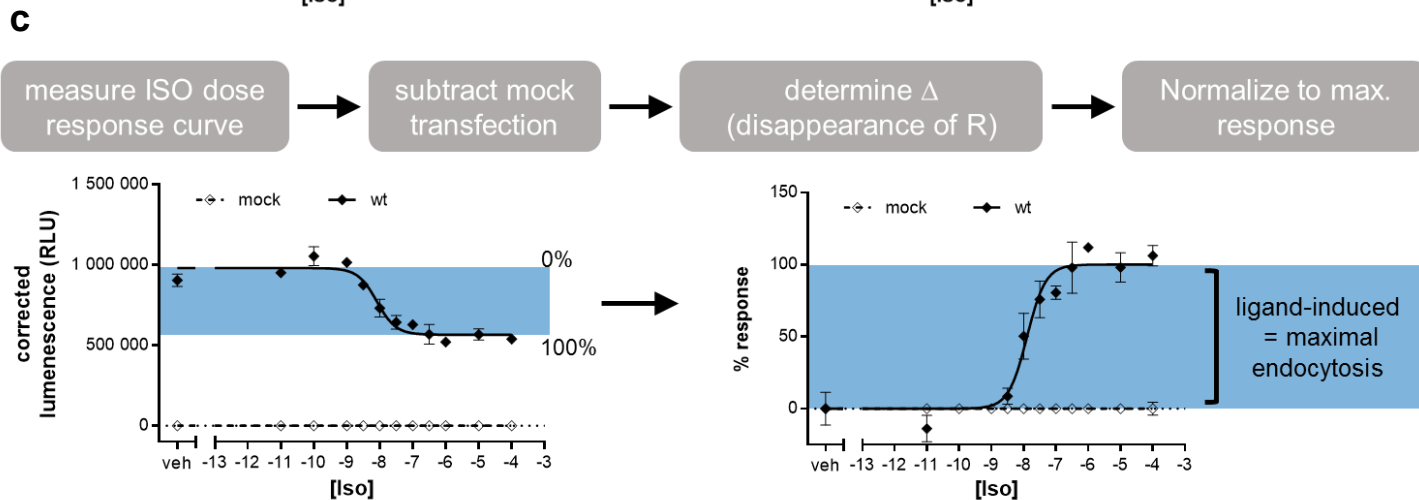 [Iso]
[Iso]
c
measure ISO dose
response curve
subtract mock
transfection
determine Δ
(disappearance of R)
Normalize to max.
response
corrected
lumenescence (RLU)
1 500 000
1 000 000
500 000
0
mock
wt
0%
100%
veh -13 -12 -11 -10 -9 -8 -7 -6 -5 -4 -3
[Iso]
% response
150
100
50
0
mock
wt
ligand-induced
= maximal
endocytosis
veh -13 -12 -11 -10 -9 -8 -7 -6 -5 -4 -3
[Iso]